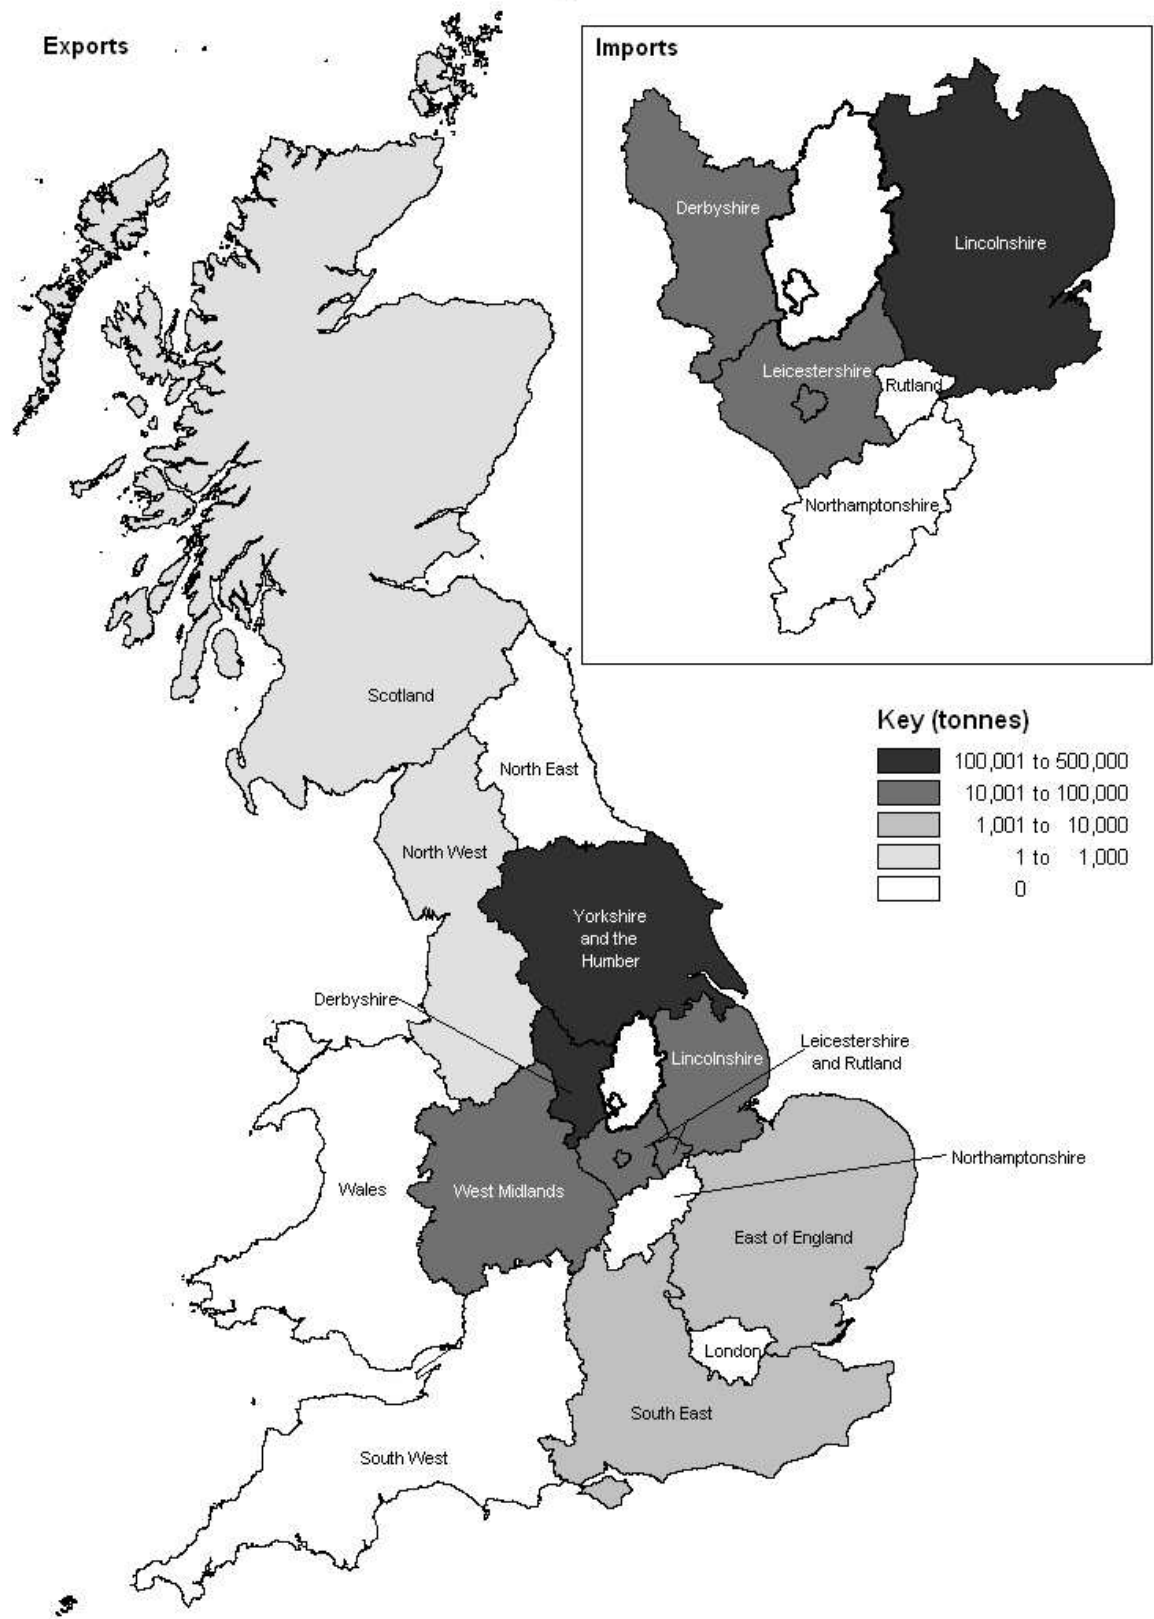 Exports
Imports
Derbyshire
Lincolnshire
Leicestershire
Rutland
Northamptonshire
Scotland
Key (tonnes)
100,001 to 500,000
10,001 to 100,000
1,001 to 10,000
1 to 1,000
0
North East
North West
Yorkshire
and the
Humber
Derbyshire
Lincolnshire
Leicestershire
and Rutland
Northamptonshire
Wales
West Midlands
East of England
London
South East
South West